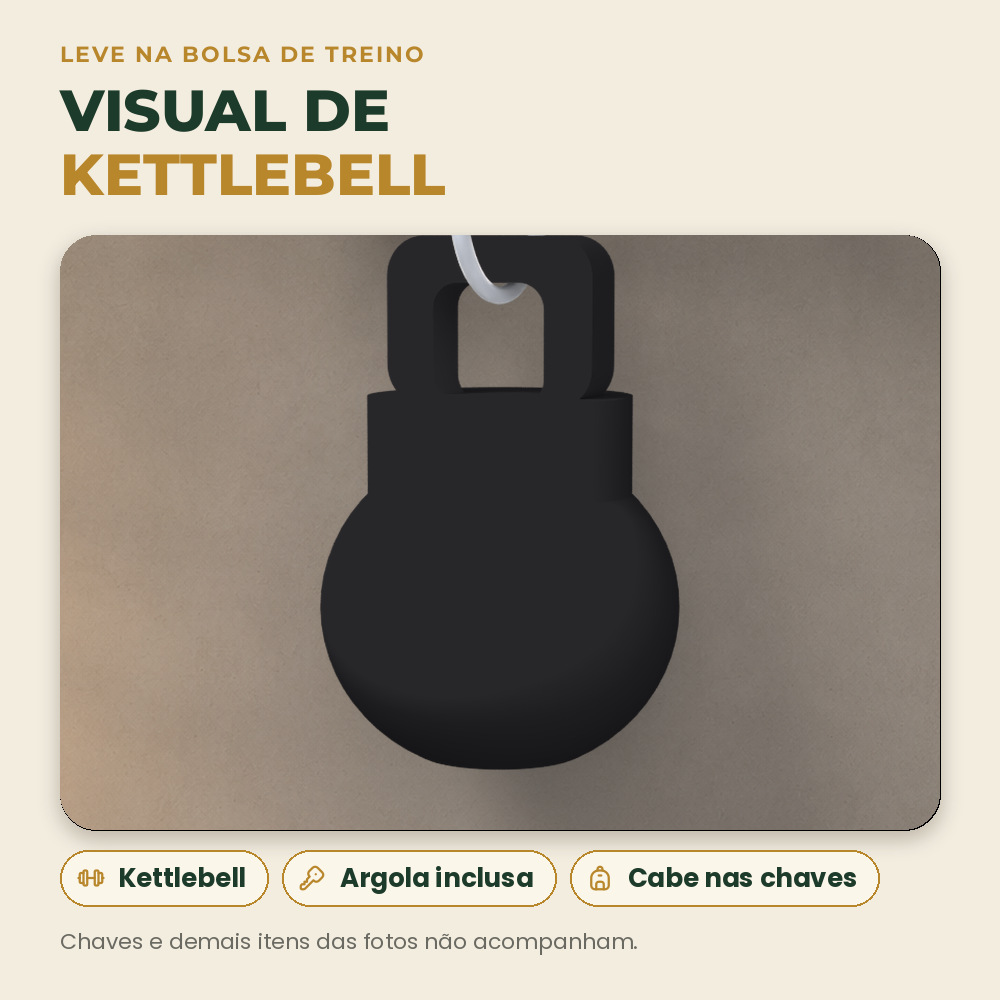 LEVE NA BOLSA DE TREINO
VISUAL DE
KETTLEBELL
Kettlebell
Argola inclusa
Cabe nas chaves
Chaves e demais itens das fotos não acompanham.